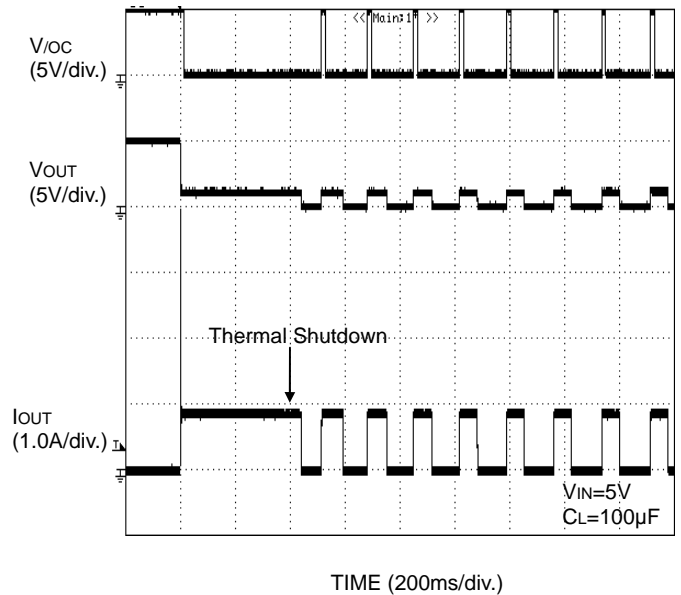 << Main:1 >>
V/OC
(5V/div.)
VOUT
(5V/div.)
Thermal Shutdown
IOUT
(1.0A/div.)
VIN=5V
CL=100µF
TIME (200ms/div.)